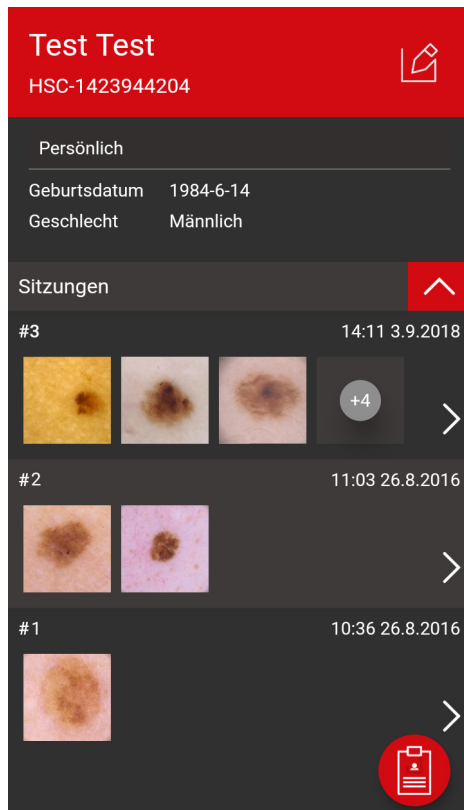 Test Test
HSC-1423944204
Persönlich
Geburtsdatum 1984-6-14
Geschlecht Männlich
Sitzungen
#3 14:11 3.9.2018
+4
#2 11:03 26.8.2016
#1 10:36 26.8.2016